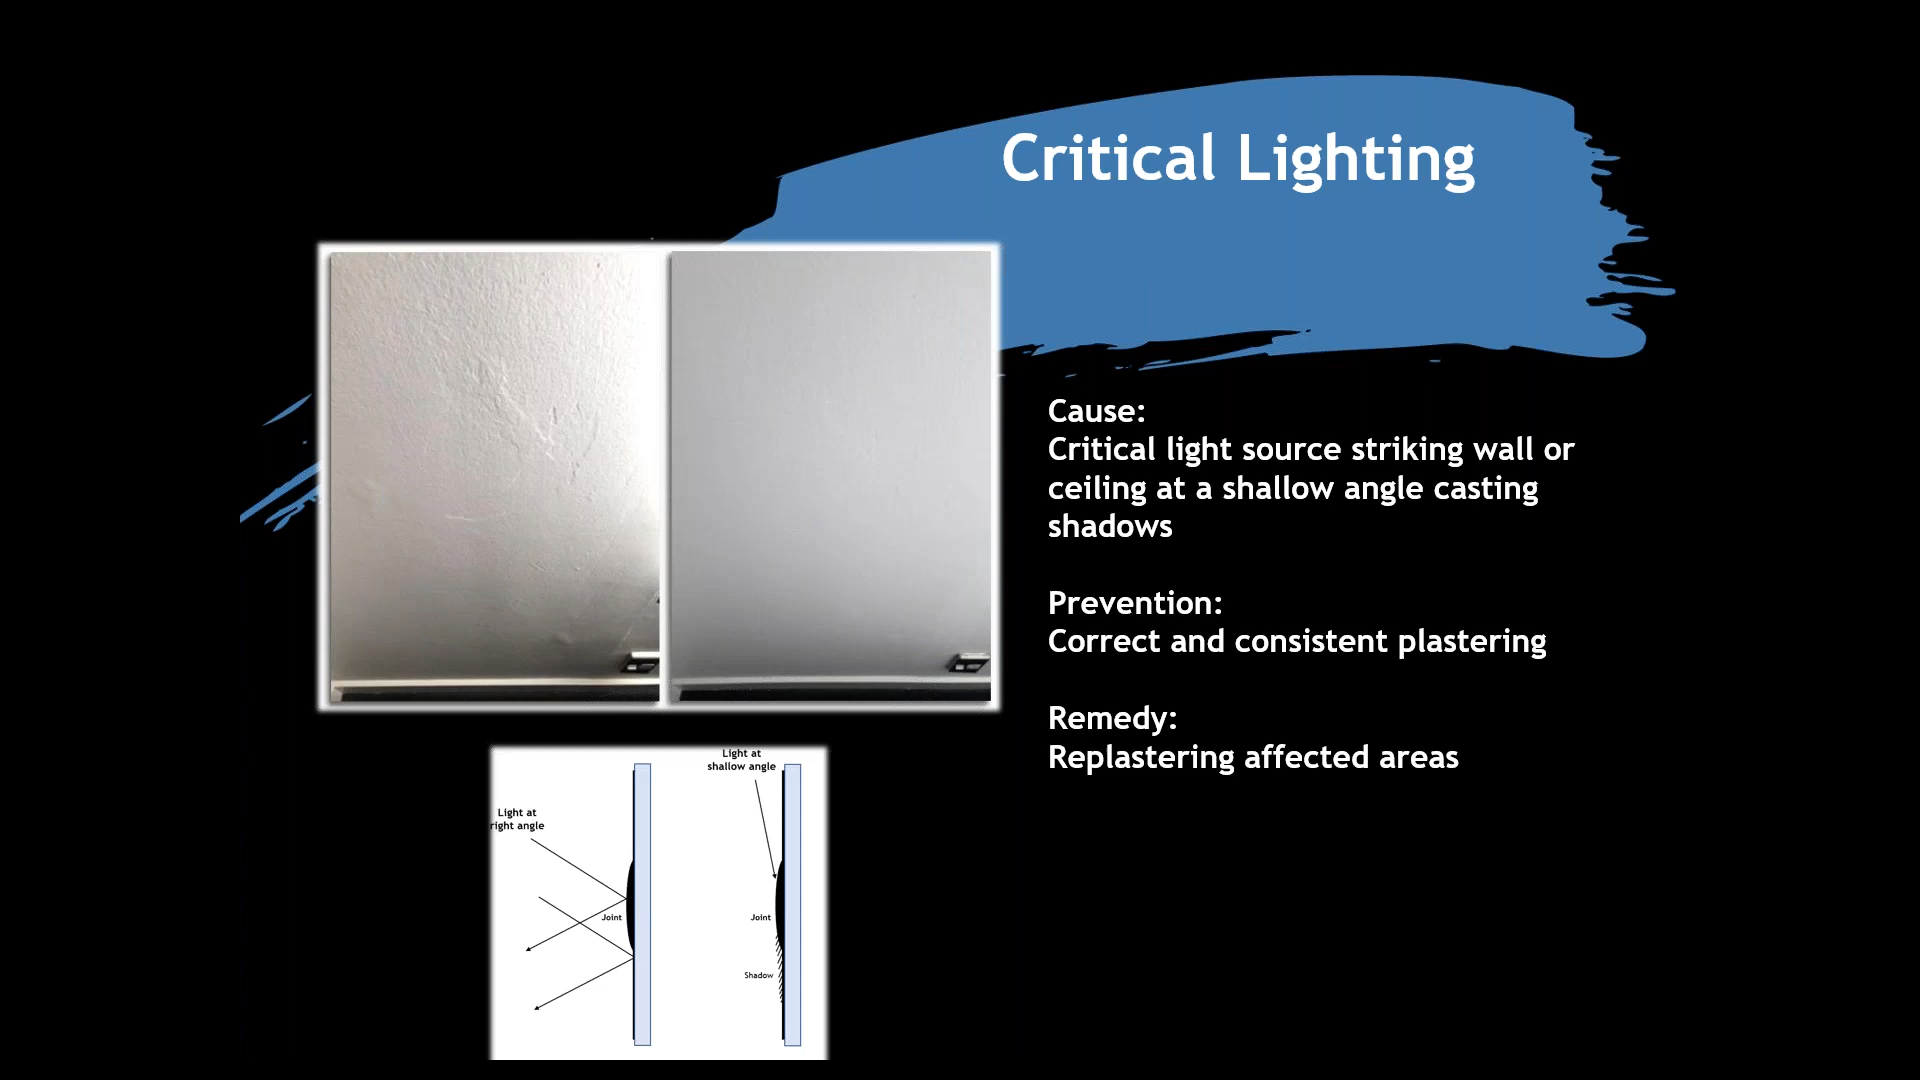 Critical Lighting
Cause:
Critical light source striking wall or
ceiling at a shallow angle casting
shadows
Prevention:
Correct and consistent plastering
Remedy:
Replastering affected areas
Light at
right angle
Joint
Light at
shallow angle
Joint
Shadow